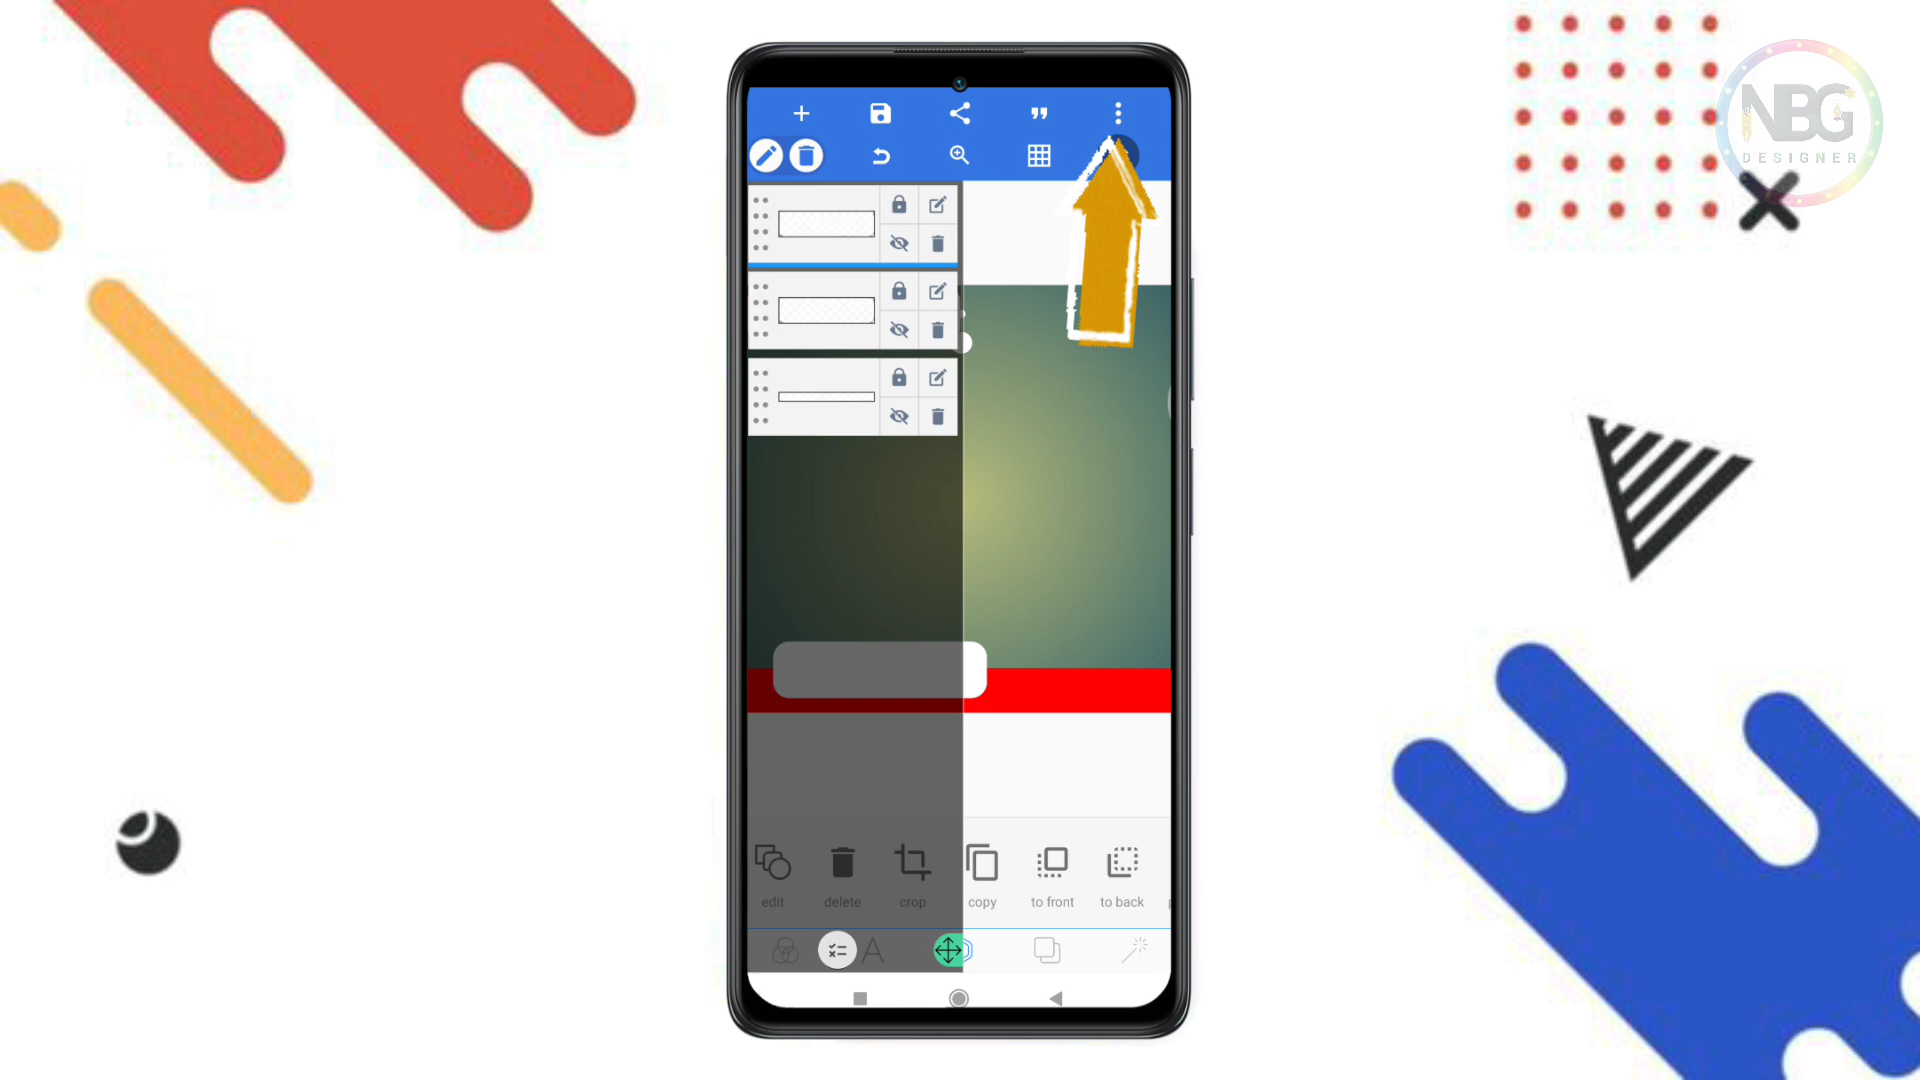 NBG
DESIGNER
edit
delete
crop
copy
to front
to back